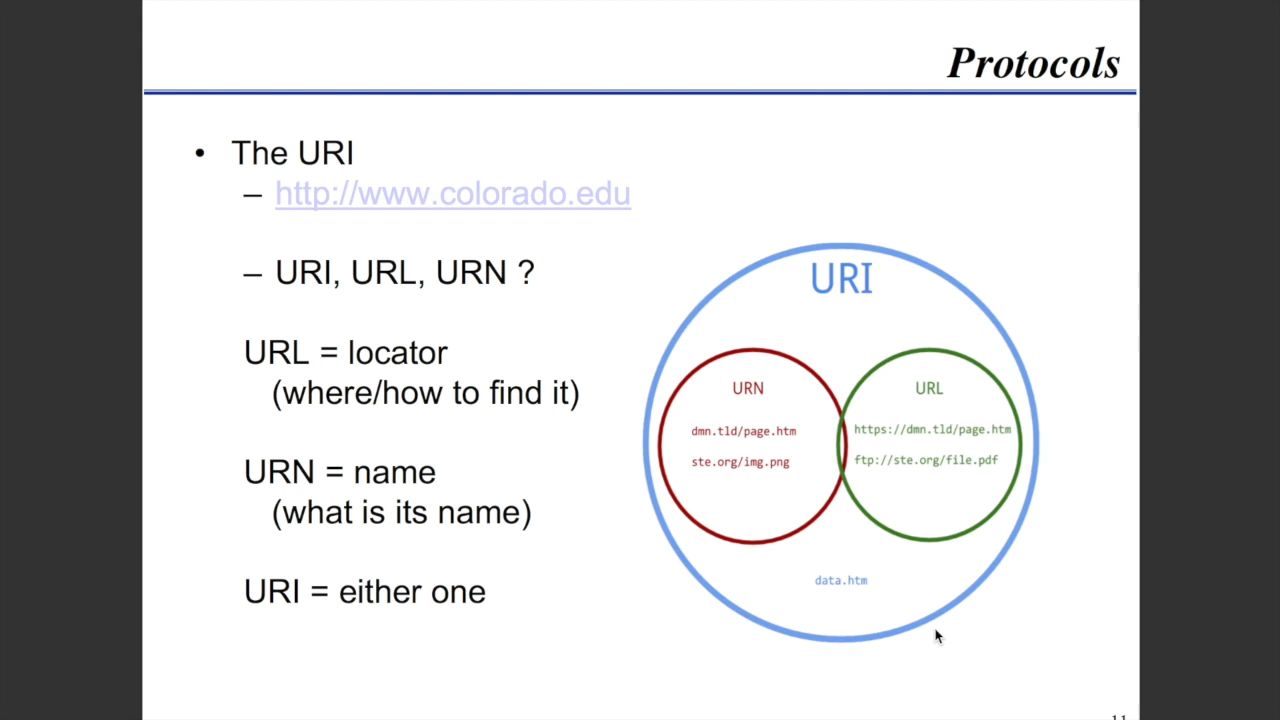 Protocols
• The URI
– http://www.colorado.edu
– URI, URL, URN ?
URL = locator
(where/how to find it)
URN = name
(what is its name)
URI = either one
URI
URN
dmn.tld/page.htm
ste.org/img.png
URL
https://dmn.tld/page.htm
ftp://ste.org/file.pdf
data.htm